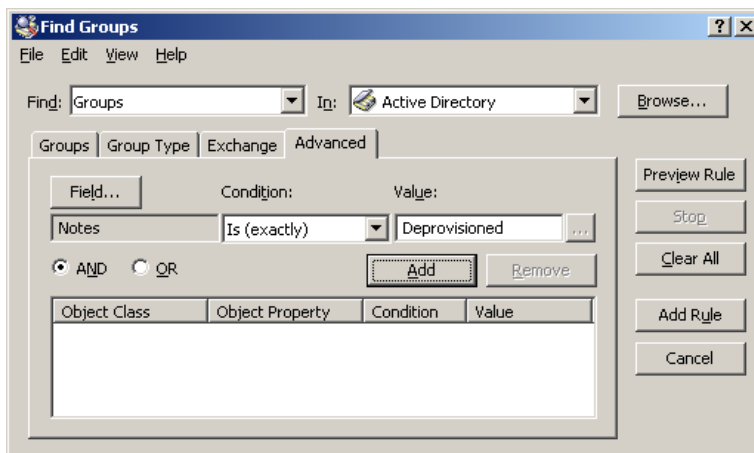 Find Groups
File Edit View Help
Find: Groups In: Active Directory Browse...
Groups Group Type Exchange Advanced
Preview Rule
Field... Condition: Value:
Stop
Notes Is (exactly) Deprovisioned ...
Clear All
AND OR Add Remove
Object Class Object Property Condition Value
Add Rule
Cancel